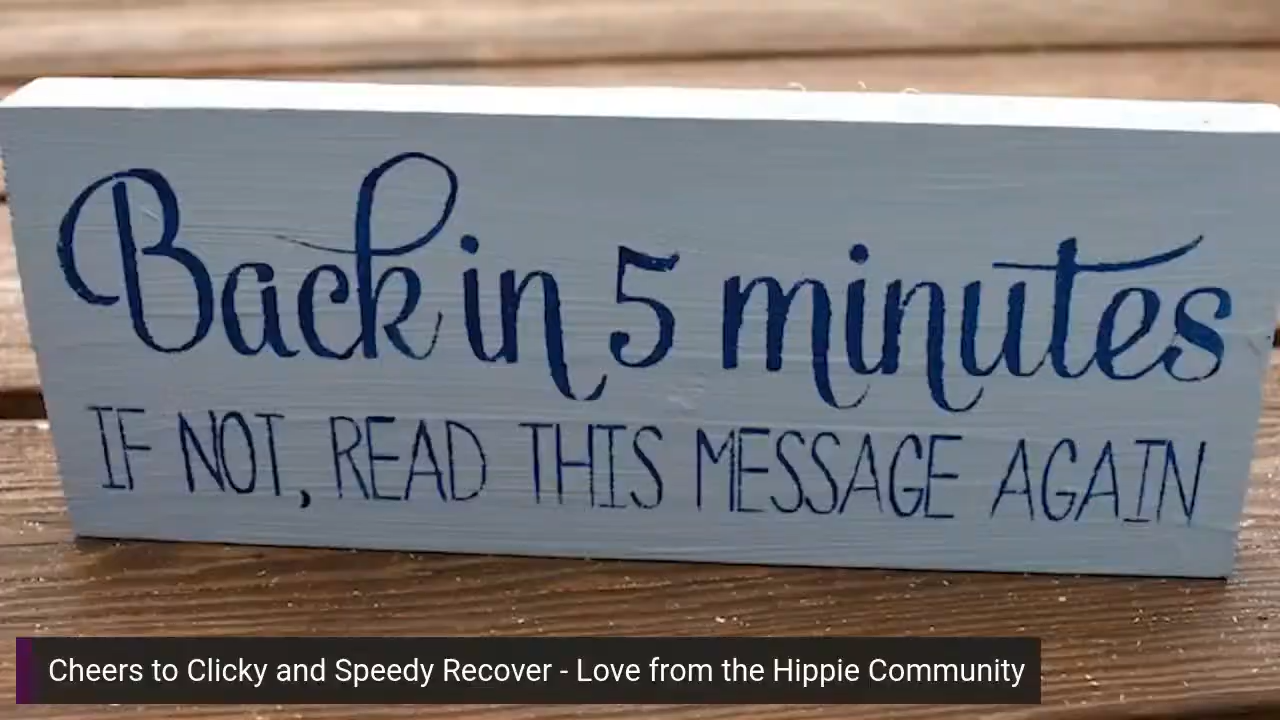 Back in 5 minutes
IF NOT, READ THIS MESSAGE AGAIN
Cheers to Clicky and Speedy Recover - Love from the Hippie Community